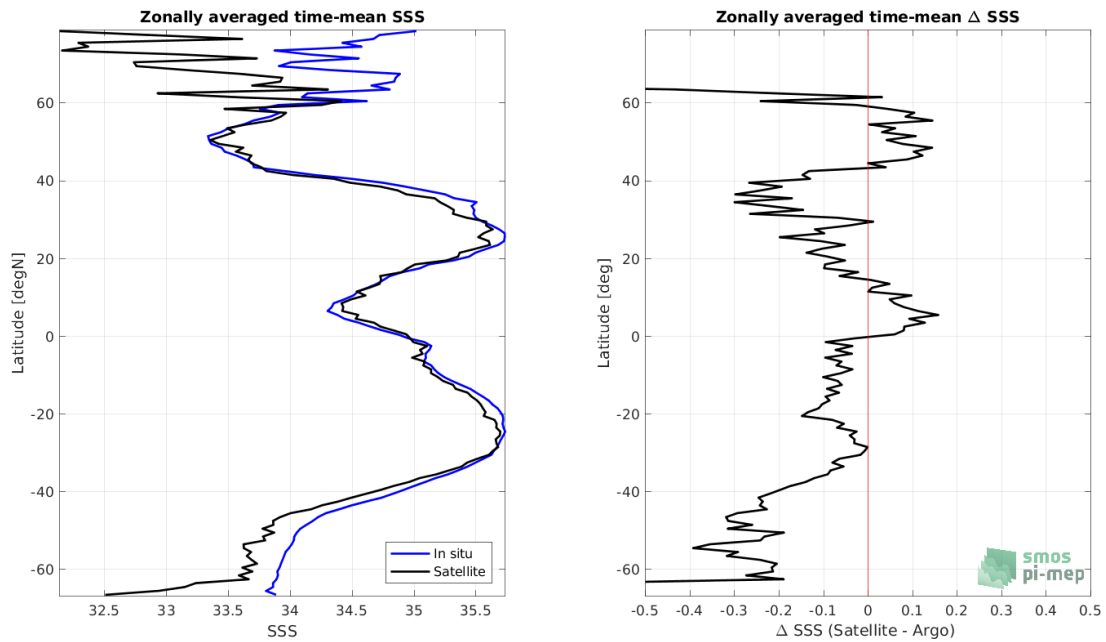 Zonally averaged time-mean SSS
Latitude [degN]
60
40
20
0
-20
-40
-60
32.5 33 33.5 34 34.5 35 35.5
SSS
In situ
Satellite
Zonally averaged time-mean Δ SSS
Latitude [deg]
60
40
20
0
-20
-40
-60
-0.5 -0.4 -0.3 -0.2 -0.1 0 0.1 0.2 0.3 0.4 0.5
Δ SSS (Satellite - Argo)
smos
pi-mep